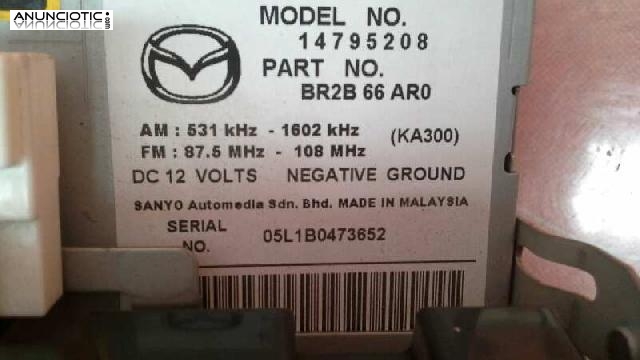 ANUNCIOTIC.com
MODEL NO.
14795208
PART NO.
BR2B 66 AR0
AM : 531 kHz - 1602 kHz (KA300)
FM : 87.5 MHz - 108 MHz
DC 12 VOLTS NEGATIVE GROUND
SANYO Automedia Sdn. Bhd. MADE IN MALAYSIA
SERIAL NO. 05L1B0473652